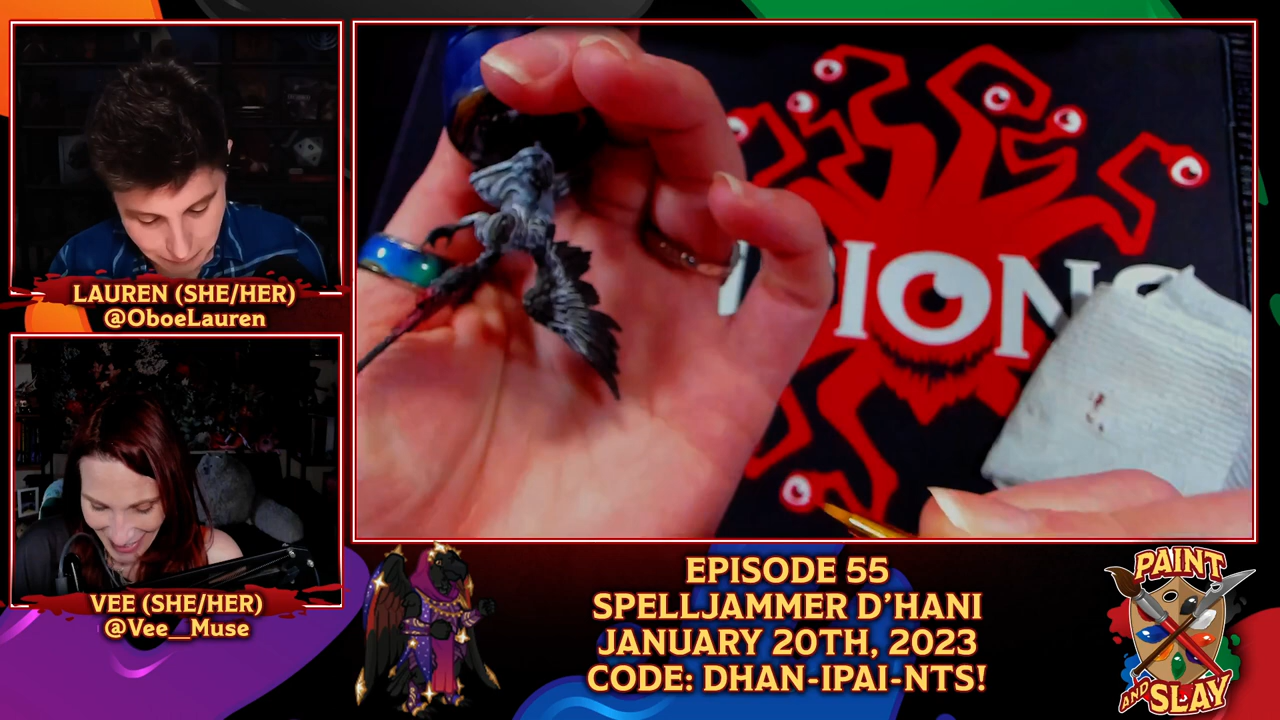 LAUREN (SHE/HER)
@OboeLauren
VEE (SHE/HER)
@Vee__Muse
EPISODE 55
SPELLJAMMER D'HANI
JANUARY 20TH, 2023
CODE: DHAN-IPAI-NTS!
PAINT
AND SLAY